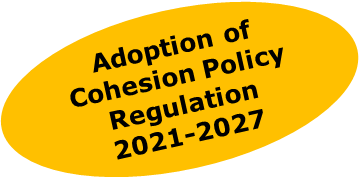 Adoption of
Cohesion Policy
Regulation
2021-2027